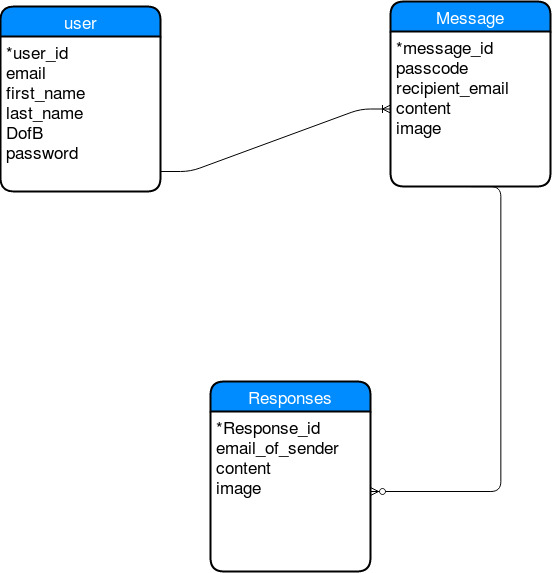 user
*user_id
email
first_name
last_name
DofB
password
Message
*message_id
passcode
recipient_email
content
image
Responses
*Response_id
email_of_sender
content
image